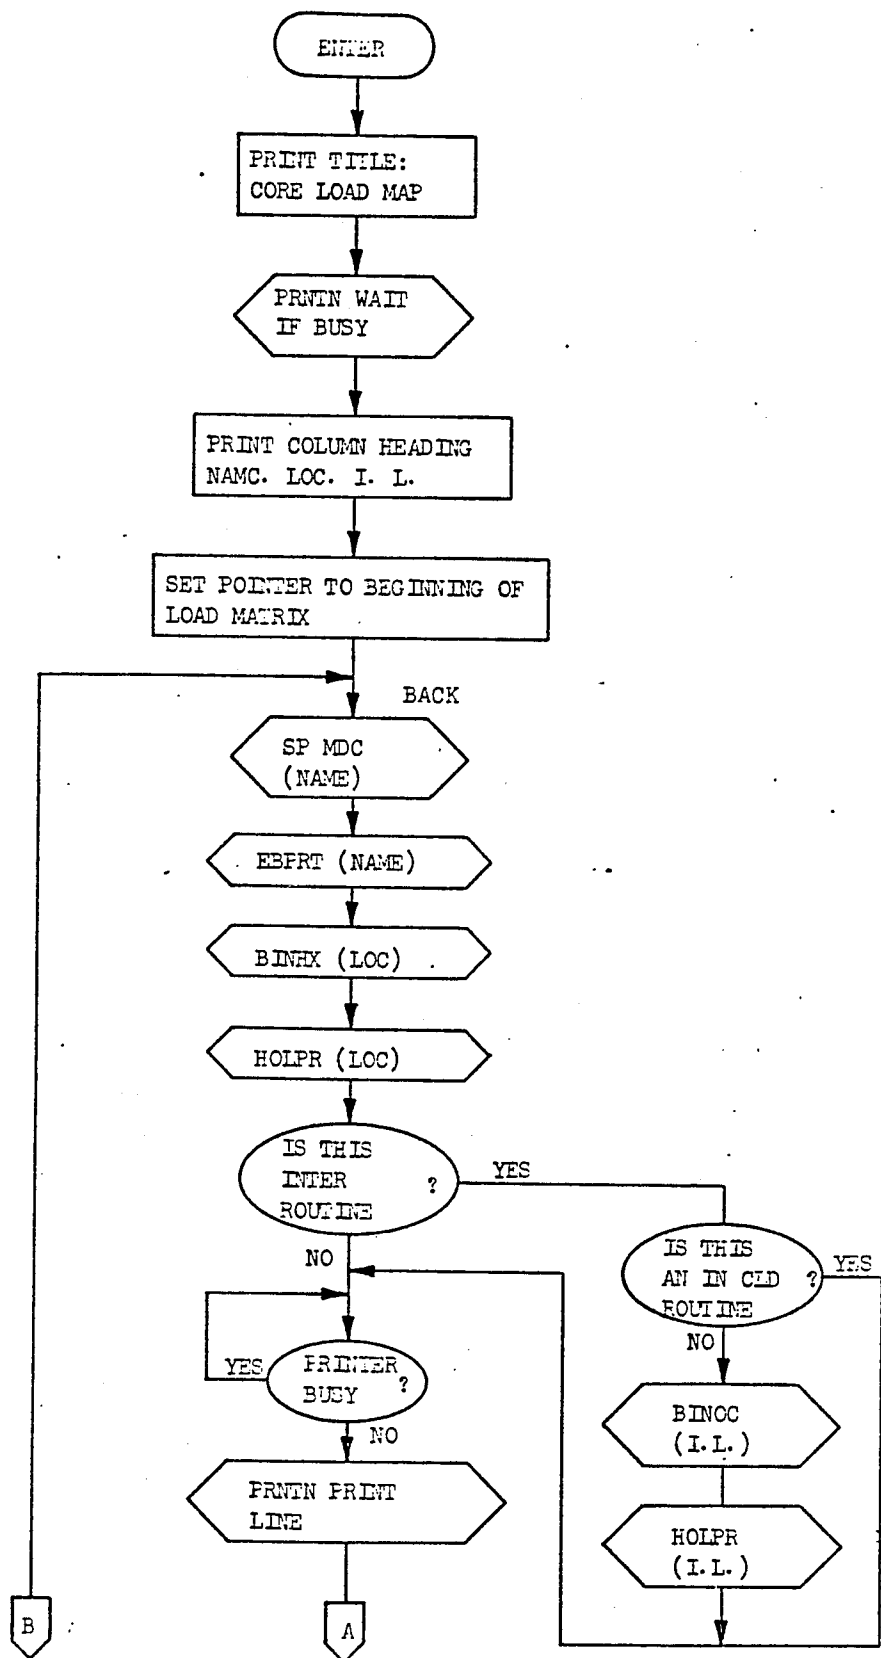 ENTER
PRINT TITLE:
CORE LOAD MAP
PRNTN WAIT
IF BUSY
PRINT COLUMN HEADING
NAMC. LOC. I. L.
SET POINTER TO BEGINNING OF
LOAD MATRIX
BACK
SP MDC
(NAME)
EBPRT (NAME)
BINHX (LOC)
HOLPR (LOC)
IS THIS
INTER ?
ROUTINE
YES
NO
IS THIS
AN IN CLD ?
ROUTINE
YES
NO
PRINTER
BUSY ?
YES
NO
BINOC
(I.L.)
PRNTN PRINT
LINE
HOLPR
(I.L.)
B
A